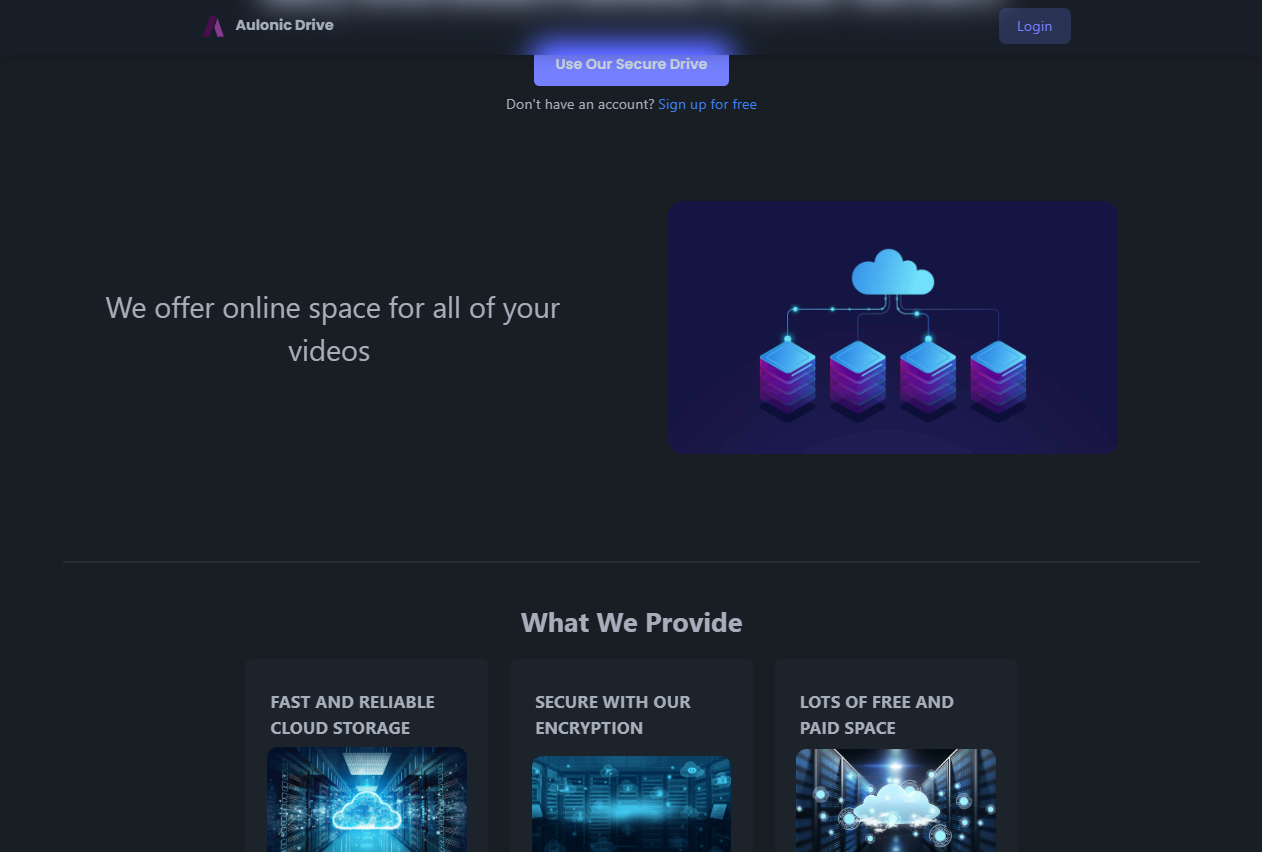 Aulonic Drive
Login
Use Our Secure Drive
Don't have an account? Sign up for free
We offer online space for all of your
videos
What We Provide
FAST AND RELIABLE
CLOUD STORAGE
SECURE WITH OUR
ENCRYPTION
LOTS OF FREE AND
PAID SPACE